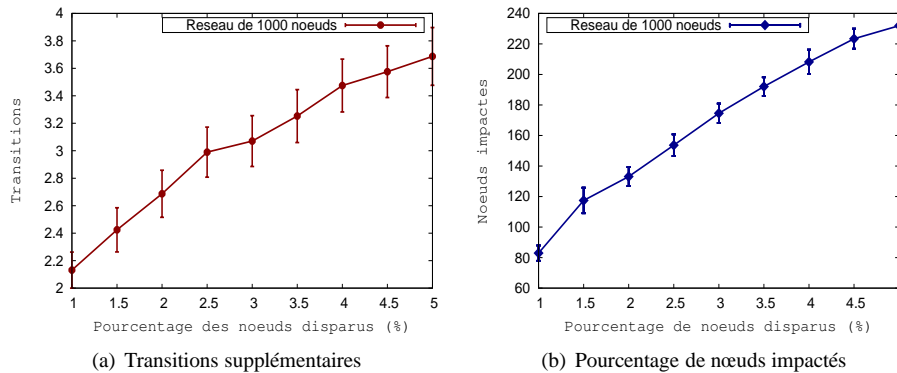 Reseau de 1000 noeuds
4
3.8
3.6
3.4
3.2
3
2.8
2.6
2.4
2.2
2
Transitions
1 1.5 2 2.5 3 3.5 4 4.5 5
Pourcentage des noeuds disparus (%)
(a) Transitions supplémentaires
Reseau de 1000 noeuds
240
220
200
180
160
140
120
100
80
60
Noeuds impactes
1 1.5 2 2.5 3 3.5 4 4.5
Pourcentage de noeuds disparus (%)
(b) Pourcentage de nœuds impactés